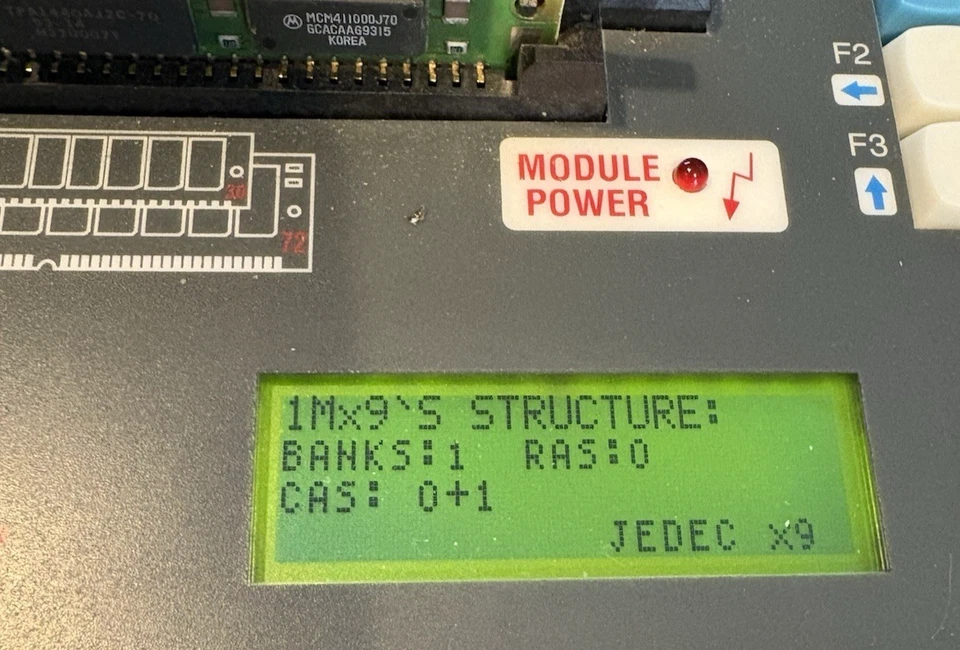 MCM411000J70
GCACAAG9315
KOREA
F2
F3
MODULE
POWER
30
72
1Mx9`S STRUCTURE:
BANKS:1 RAS:0
CAS: 0+1
JEDEC x9